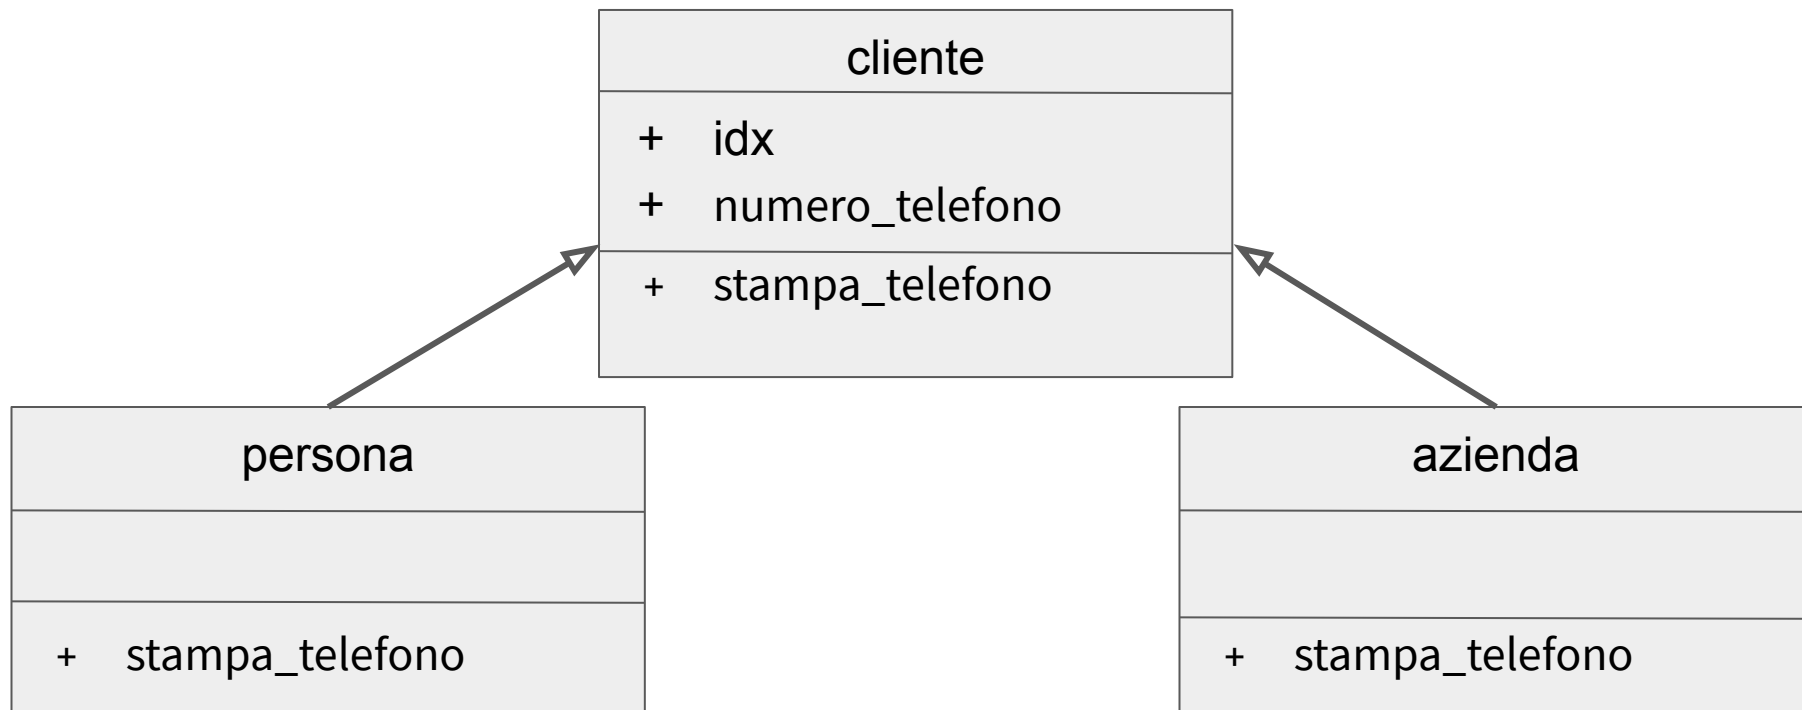 cliente
+ idx
+ numero_telefono
+ stampa_telefono
persona
+ stampa_telefono
azienda
+ stampa_telefono